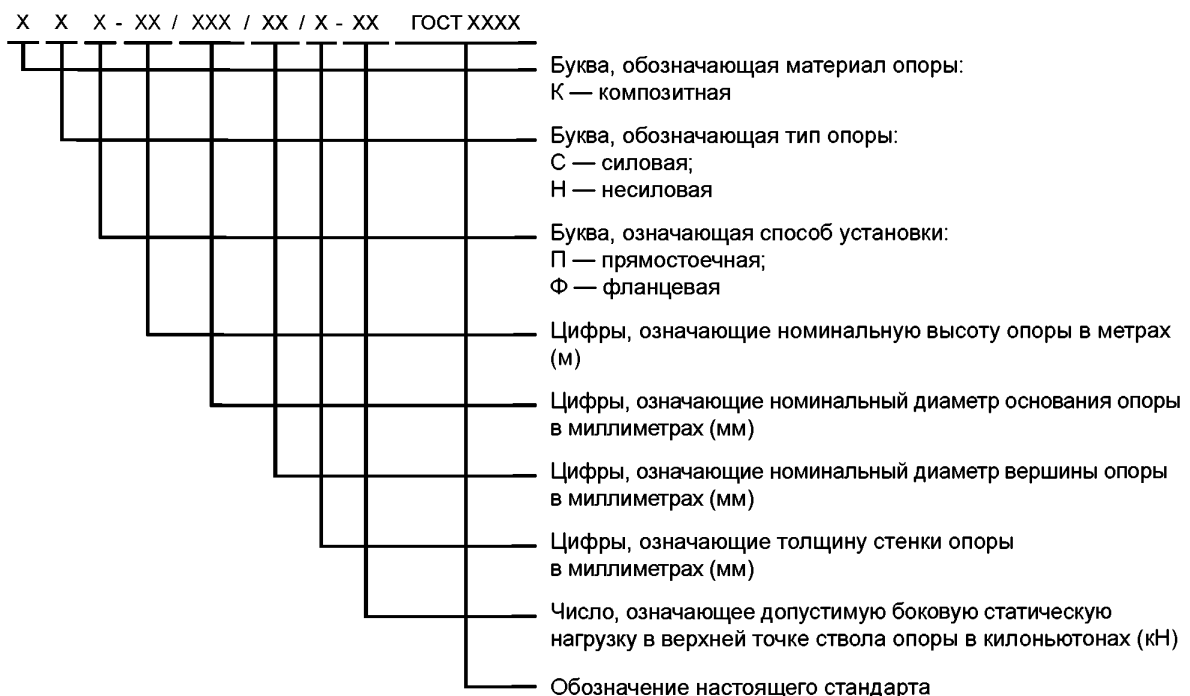 Х Х Х - ХХ / ХХХ / ХХ / Х - ХХ ГОСТ ХХХХ
Буква, обозначающая материал опоры:
К — композитная
Буква, обозначающая тип опоры:
С — силовая;
Н — несиловая
Буква, означающая способ установки:
П — прямостоечная;
Ф — фланцевая
Цифры, означающие номинальную высоту опоры в метрах
(м)
Цифры, означающие номинальный диаметр основания опоры
в миллиметрах (мм)
Цифры, означающие номинальный диаметр вершины опоры
в миллиметрах (мм)
Цифры, означающие толщину стенки опоры
в миллиметрах (мм)
Число, означающее допустимую боковую статическую
нагрузку в верхней точке ствола опоры в килоньютонах (кН)
Обозначение настоящего стандарта